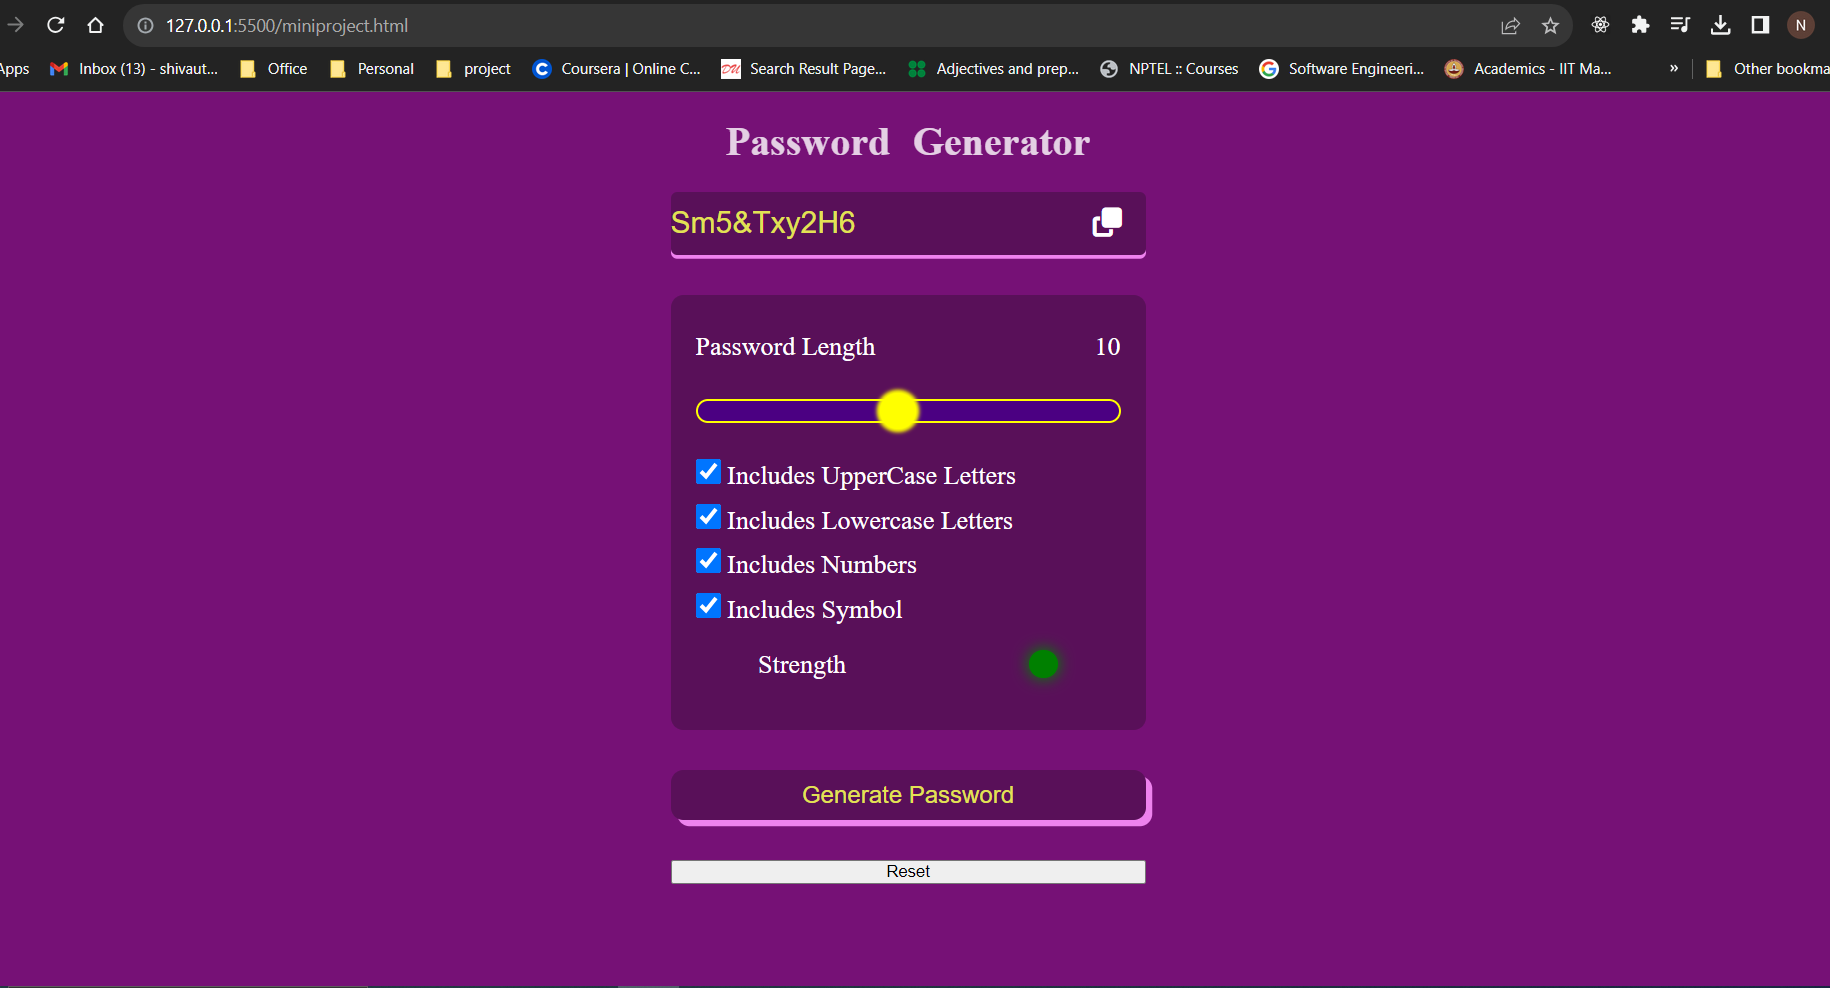 127.0.0.1:5500/miniproject.html
N
Apps Inbox (13) - shivaut... Office Personal project Coursera | Online C... DU Search Result Page... Adjectives and prep... NPTEL :: Courses Software Engineeri... Academics - IIT Ma... » Other bookma
Password Generator
Sm5&Txy2H6
Password Length 10
Includes UpperCase Letters
Includes Lowercase Letters
Includes Numbers
Includes Symbol
Strength
Generate Password
Reset